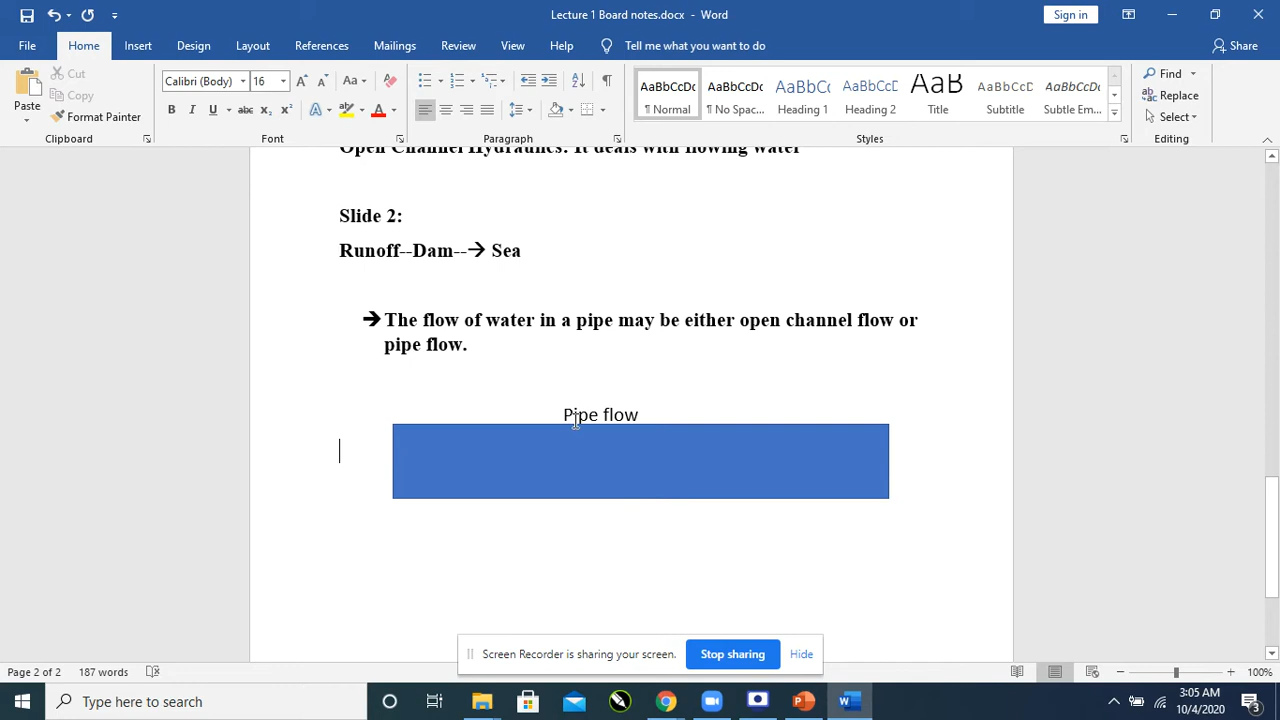 Lecture 1 Board notes.docx - Word
Sign in
File Home Insert Design Layout References Mailings Review View Help Tell me what you want to do Share
Paste
Cut
Copy
Format Painter
Clipboard
Calibri (Body) 16
Font
Paragraph
AaBbCcDc AaBbCcDc AaBbC AaBbCcD AaB AaBbCcD AaBbCcD
¶ Normal ¶ No Spac... Heading 1 Heading 2 Title Subtitle Subtle Em...
Styles
Find
Replace
Select
Editing
Open Channel Hydraulics: It deals with flowing water
Slide 2:
Runoff--Dam--→ Sea
➔ The flow of water in a pipe may be either open channel flow or
pipe flow.
Pipe flow
Screen Recorder is sharing your screen. Stop sharing Hide
Page 2 of 2 187 words 100%
Type here to search
3:05 AM
10/4/2020
3